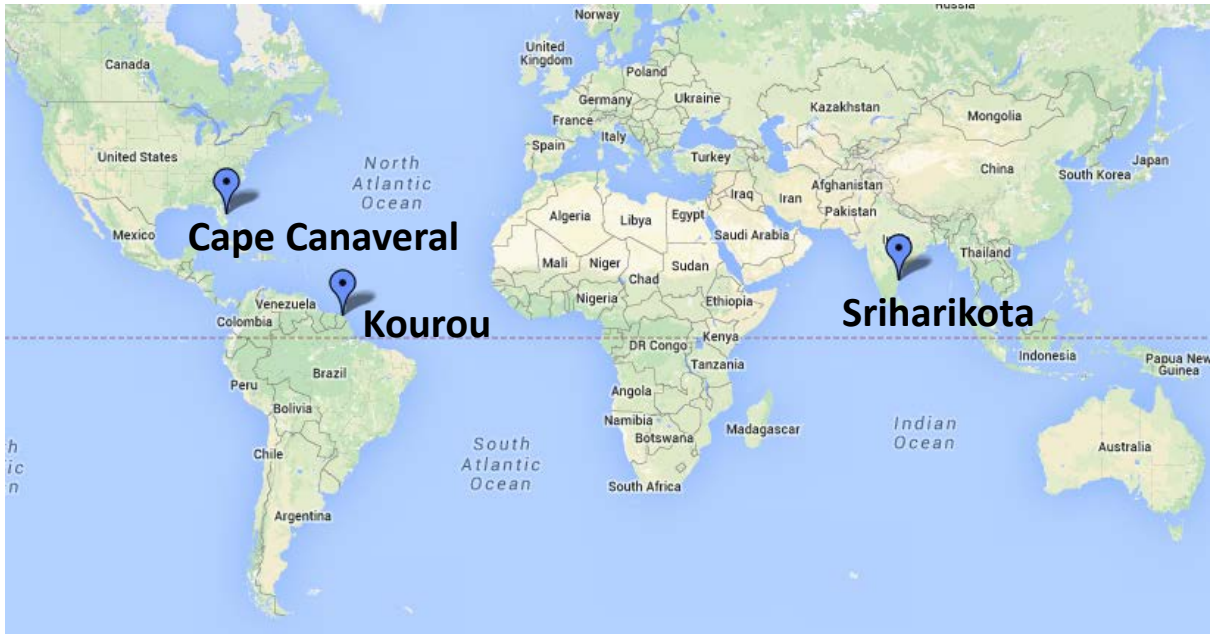 Norway
Russia
Canada
United
Kingdom
Poland
Germany
Ukraine
Kazakhstan
Mongolia
France
Italy
Spain
Turkey
United States
North
Atlantic
Ocean
China
Japan
South Korea
Iraq
Iran
Afghanistan
Pakistan
Algeria
Libya
Egypt
Saudi Arabia
Mexico
Cape Canaveral
Mali
Niger
Chad
Sudan
Thailand
Nigeria
Ethiopia
Venezuela
Colombia
Kourou
Sriharikota
DR Congo
Kenya
Tanzania
Indonesia
Papua New
Guinea
Peru
Brazil
Bolivia
Angola
Namibia
Botswana
Madagascar
Indian
Ocean
Australia
Chile
South
Atlantic
Ocean
South Africa
Argentina
h
ic
n